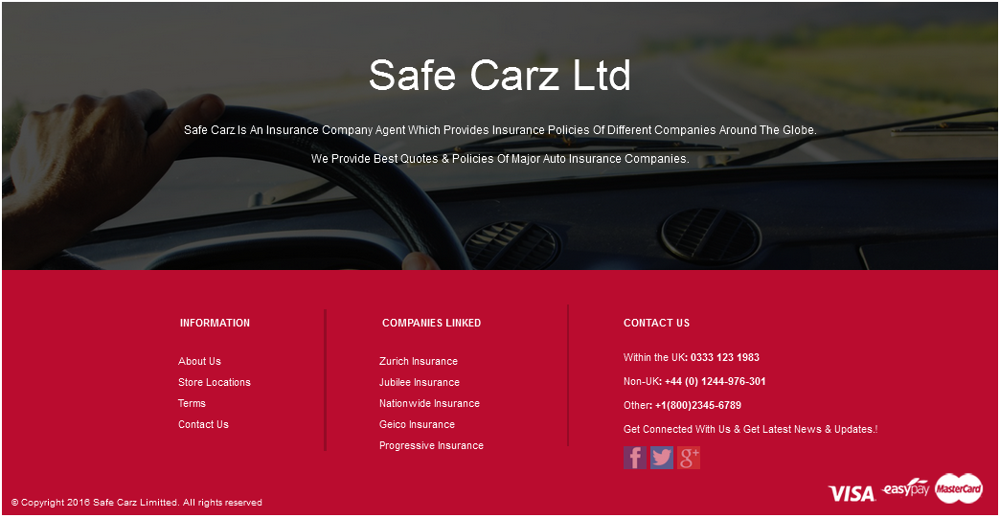 Safe Carz Ltd
Safe Carz Is An Insurance Company Agent Which Provides Insurance Policies Of Different Companies Around The Globe.
We Provide Best Quotes & Policies Of Major Auto Insurance Companies.
INFORMATION
About Us
Store Locations
Terms
Contact Us
COMPANIES LINKED
Zurich Insurance
Jubilee Insurance
Nationwide Insurance
Geico Insurance
Progressive Insurance
CONTACT US
Within the UK: 0333 123 1983
Non-UK: +44 (0) 1244-976-301
Other: +1(800)2345-6789
Get Connected With Us & Get Latest News & Updates.!
f
g+
VISA easypay MasterCard
© Copyright 2016 Safe Carz Limitted. All rights reserved